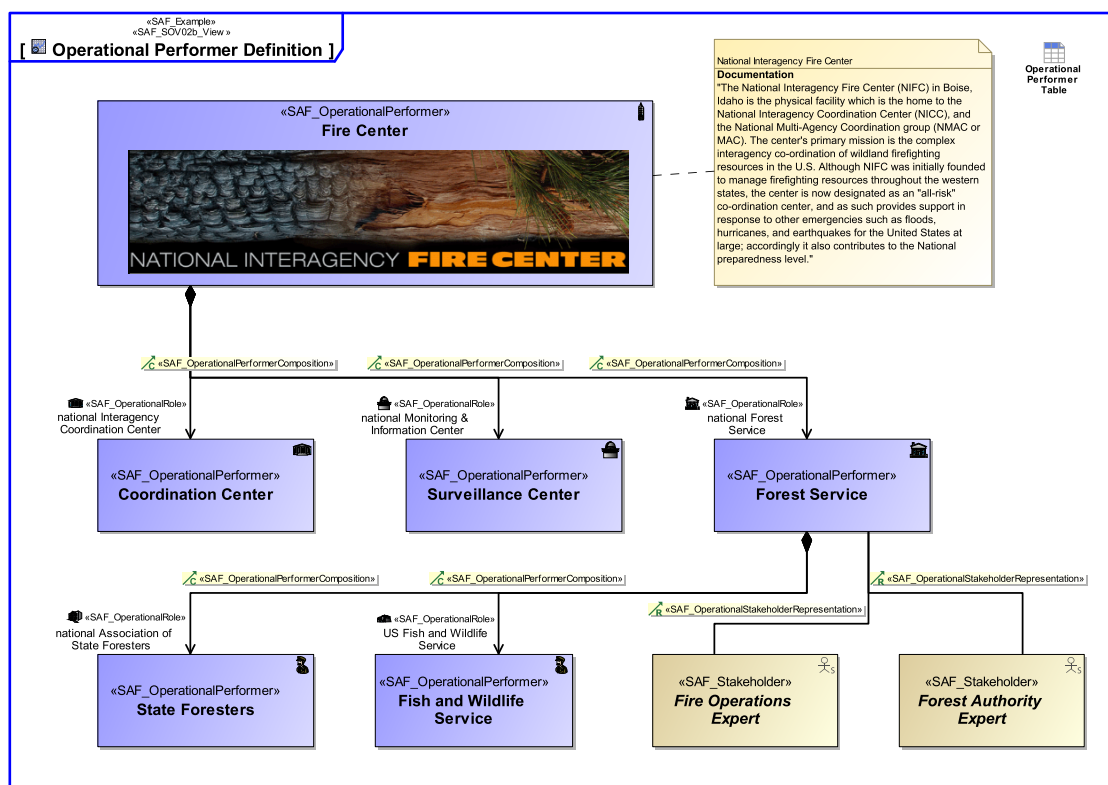 «SAF_Example»
«SAF_SOV02b_View »
[ Operational Performer Definition ]
National Interagency Fire Center
Documentation
"The National Interagency Fire Center (NIFC) in Boise,
Idaho is the physical facility which is the home to the
National Interagency Coordination Center (NICC), and
the National Multi-Agency Coordination group (NMAC or
MAC). The center's primary mission is the complex
interagency co-ordination of wildland firefighting
resources in the U.S. Although NIFC was initially founded
to manage firefighting resources throughout the western
states, the center is now designated as an "all-risk"
co-ordination center, and as such provides support in
response to other emergencies such as floods,
hurricanes, and earthquakes for the United States at
large; accordingly it also contributes to the National
preparedness level."
Operational
Performer
Table
«SAF_OperationalPerformer»
Fire Center
NATIONAL INTERAGENCY FIRE CENTER
C «SAF_OperationalPerformerComposition»
C «SAF_OperationalPerformerComposition»
C «SAF_OperationalPerformerComposition»
«SAF_OperationalRole»
national Interagency
Coordination Center
«SAF_OperationalRole»
national Monitoring &
Information Center
«SAF_OperationalRole»
national Forest
Service
«SAF_OperationalPerformer»
Coordination Center
«SAF_OperationalPerformer»
Surveillance Center
«SAF_OperationalPerformer»
Forest Service
C «SAF_OperationalPerformerComposition»
C «SAF_OperationalPerformerComposition»
R «SAF_OperationalStakeholderRepresentation»
R «SAF_OperationalStakeholderRepresentation»
«SAF_OperationalRole»
national Association of
State Foresters
«SAF_OperationalRole»
US Fish and Wildlife
Service
«SAF_OperationalPerformer»
State Foresters
«SAF_OperationalPerformer»
Fish and Wildlife
Service
S
«SAF_Stakeholder»
Fire Operations
Expert
S
«SAF_Stakeholder»
Forest Authority
Expert